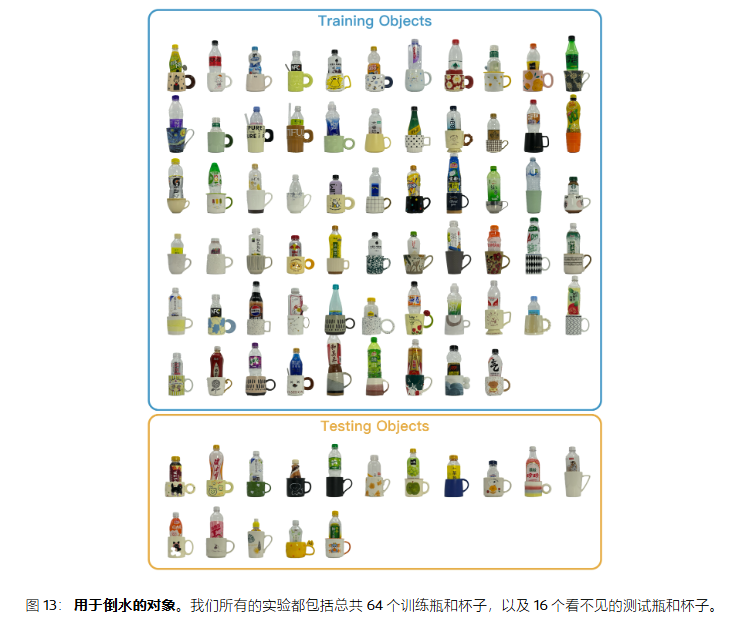 Training Objects
Testing Objects
图 13： 用于倒水的对象。我们所有的实验都包括总共 64 个训练瓶和杯子，以及 16 个看不见的测试瓶和杯子。